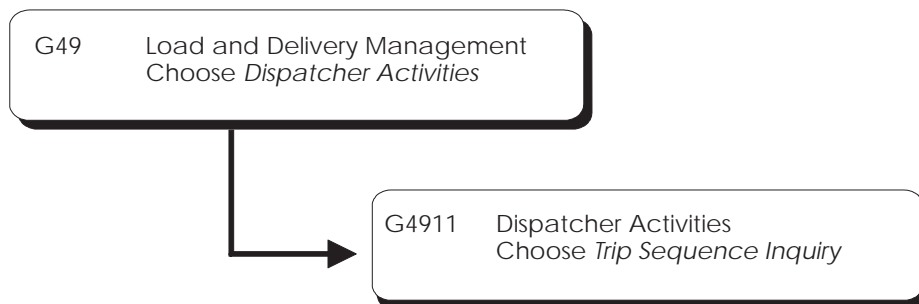 G49 Load and Delivery Management
Choose Dispatcher Activities
G4911 Dispatcher Activities
Choose Trip Sequence Inquiry